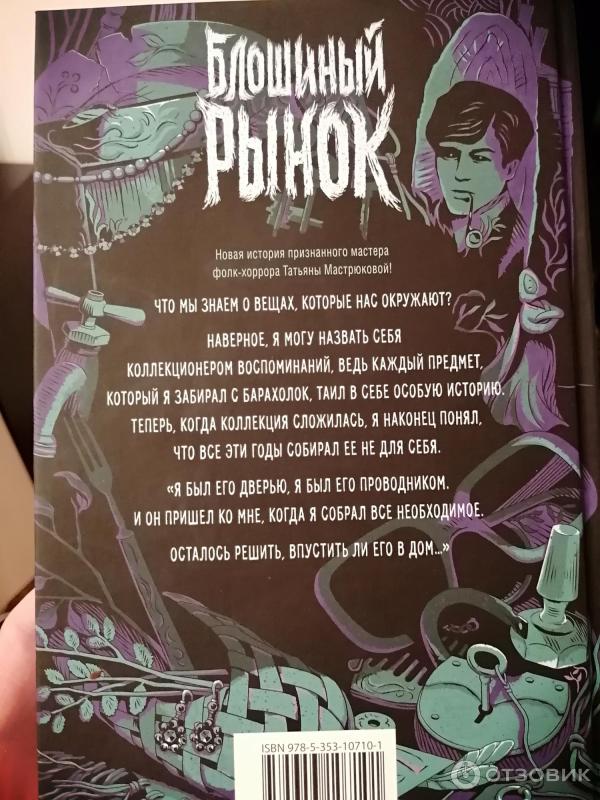 БЛОШИНЫЙ
РЫНОК
Новая история признанного мастера
фолк-хоррора Татьяны Мастрюковой!
ЧТО МЫ ЗНАЕМ О ВЕЩАХ, КОТОРЫЕ НАС ОКРУЖАЮТ?
НАВЕРНОЕ, Я МОГУ НАЗВАТЬ СЕБЯ
КОЛЛЕКЦИОНЕРОМ ВОСПОМИНАНИЙ, ВЕДЬ КАЖДЫЙ ПРЕДМЕТ,
КОТОРЫЙ Я ЗАБИРАЛ С БАРАХОЛОК, ТАИЛ В СЕБЕ ОСОБУЮ ИСТОРИЮ.
ТЕПЕРЬ, КОГДА КОЛЛЕКЦИЯ СЛОЖИЛАСЬ, Я НАКОНЕЦ ПОНЯЛ,
ЧТО ВСЕ ЭТИ ГОДЫ СОБИРАЛ ЕЕ НЕ ДЛЯ СЕБЯ.
«Я БЫЛ ЕГО ДВЕРЬЮ, Я БЫЛ ЕГО ПРОВОДНИКОМ.
И ОН ПРИШЕЛ КО МНЕ, КОГДА Я СОБРАЛ ВСЕ НЕОБХОДИМОЕ.
ОСТАЛОСЬ РЕШИТЬ, ВПУСТИТЬ ЛИ ЕГО В ДОМ...»
ISBN 978-5-353-10710-1
ОТЗОВИК